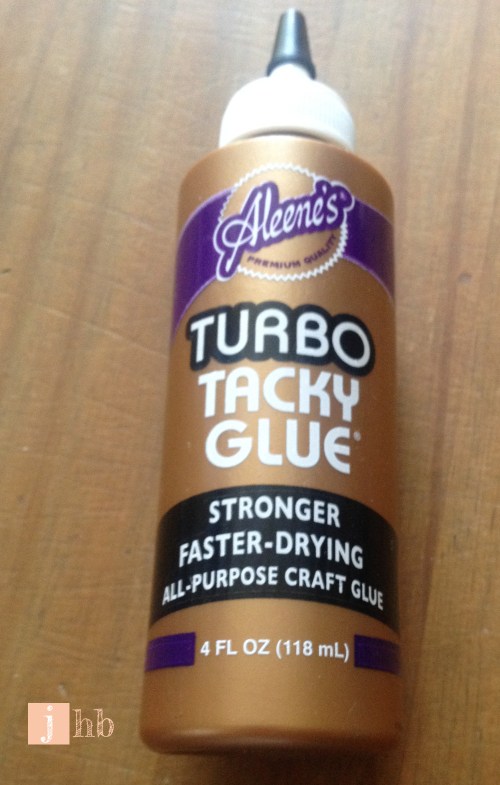 Aleene's
PREMIUM QUALITY
TURBO
TACKY
GLUE®
STRONGER
FASTER-DRYING
ALL-PURPOSE CRAFT GLUE
4 FL OZ (118 mL)
j hb